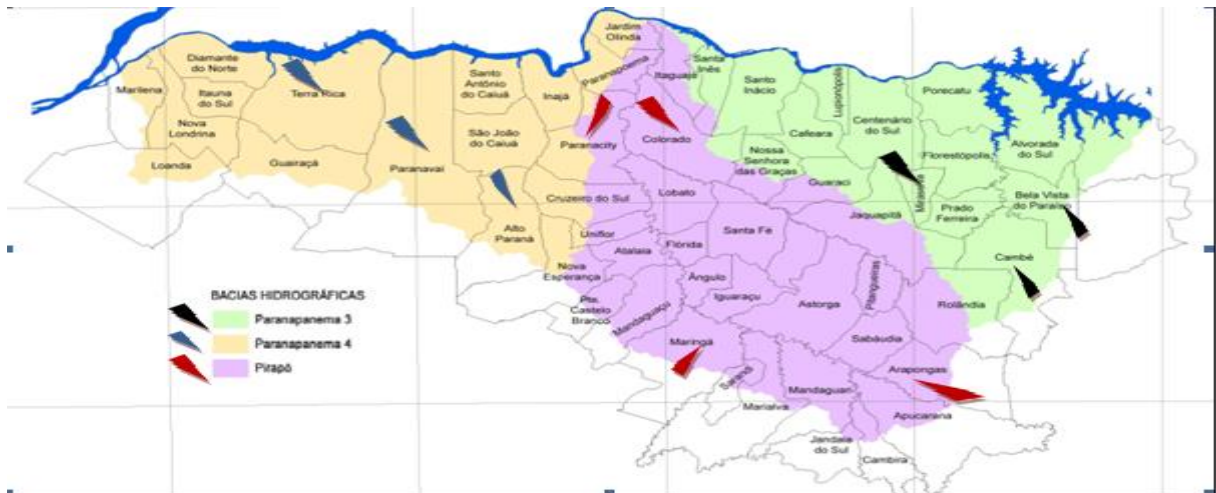 Jardim
Olinda
Diamante
do Norte
Marilena
Itauna
do Sul
Terra Rica
Santo
Antônio
do Caiuá
Inajá
Paranapoema
Itaguajé
Santa
Inês
Santo
Inácio
Lupionópolis
Porecatu
Nova
Londrina
Loanda
Guairaçá
Paranavaí
São João
do Caiuá
Paranacity
Colorado
Cafeara
Centenário
do Sul
Florestópolis
Alvorada
do Sul
Nossa
Senhora
das Graças
Guaraci
Miraselva
Prado
Ferreira
Bela Vista
do Paraíso
Cruzeiro do Sul
Lobato
Jaguapitã
Alto
Paraná
Uniflor
Atalaia
Flórida
Santa Fé
Cambé
Nova
Esperança
Ângulo
Iguaraçu
Astorga
Pitangueiras
Rolândia
Pte.
Castelo
Branco
Mandaguaçu
Maringá
Sabáudia
Arapongas
Sarandi
Mandaguari
Marialva
Apucarana
Jandaia
do Sul
Cambira
BACIAS HIDROGRÁFICAS
Paranapanema 3
Paranapanema 4
Pirapó